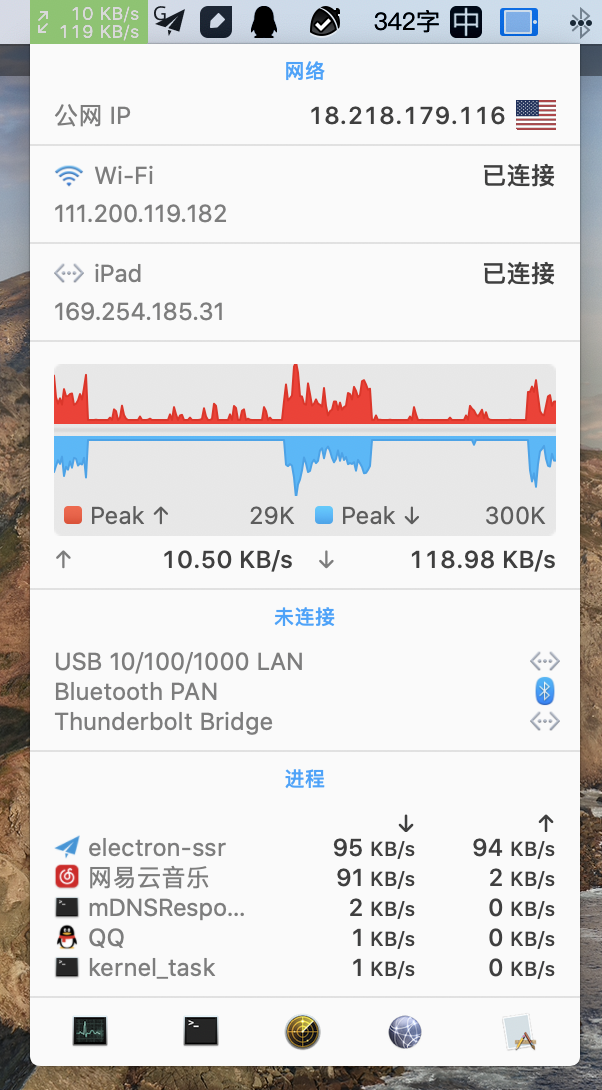 10 KB/s
119 KB/s
G
342字
中
网络
公网 IP 18.218.179.116
Wi-Fi 已连接
111.200.119.182
iPad 已连接
169.254.185.31
Peak ↑ 29K Peak ↓ 300K
↑ 10.50 KB/s ↓ 118.98 KB/s
未连接
USB 10/100/1000 LAN
Bluetooth PAN
Thunderbolt Bridge
进程
↓ ↑
electron-ssr 95 KB/s 94 KB/s
网易云音乐 91 KB/s 2 KB/s
mDNSRespo... 2 KB/s 0 KB/s
QQ 1 KB/s 0 KB/s
kernel_task 1 KB/s 0 KB/s